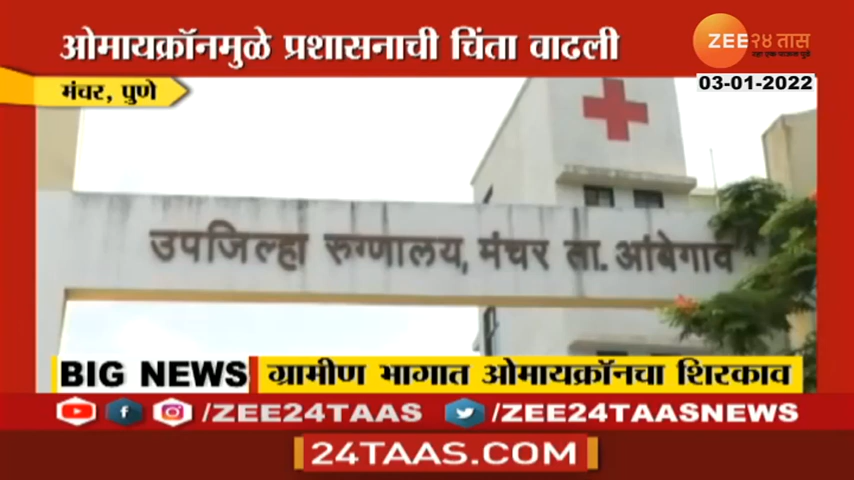 ओमायक्रॉनमुळे प्रशासनाची चिंता वाढली
ZEE २४ तास
03-01-2022
मंचर, पुणे
उपजिल्हा रुग्णालय, मंचर ता. आंबेगाव
BIG NEWS ग्रामीण भागात ओमायक्रॉनचा शिरकाव
/ZEE24TAAS /ZEE24TAASNEWS
24TAAS.COM